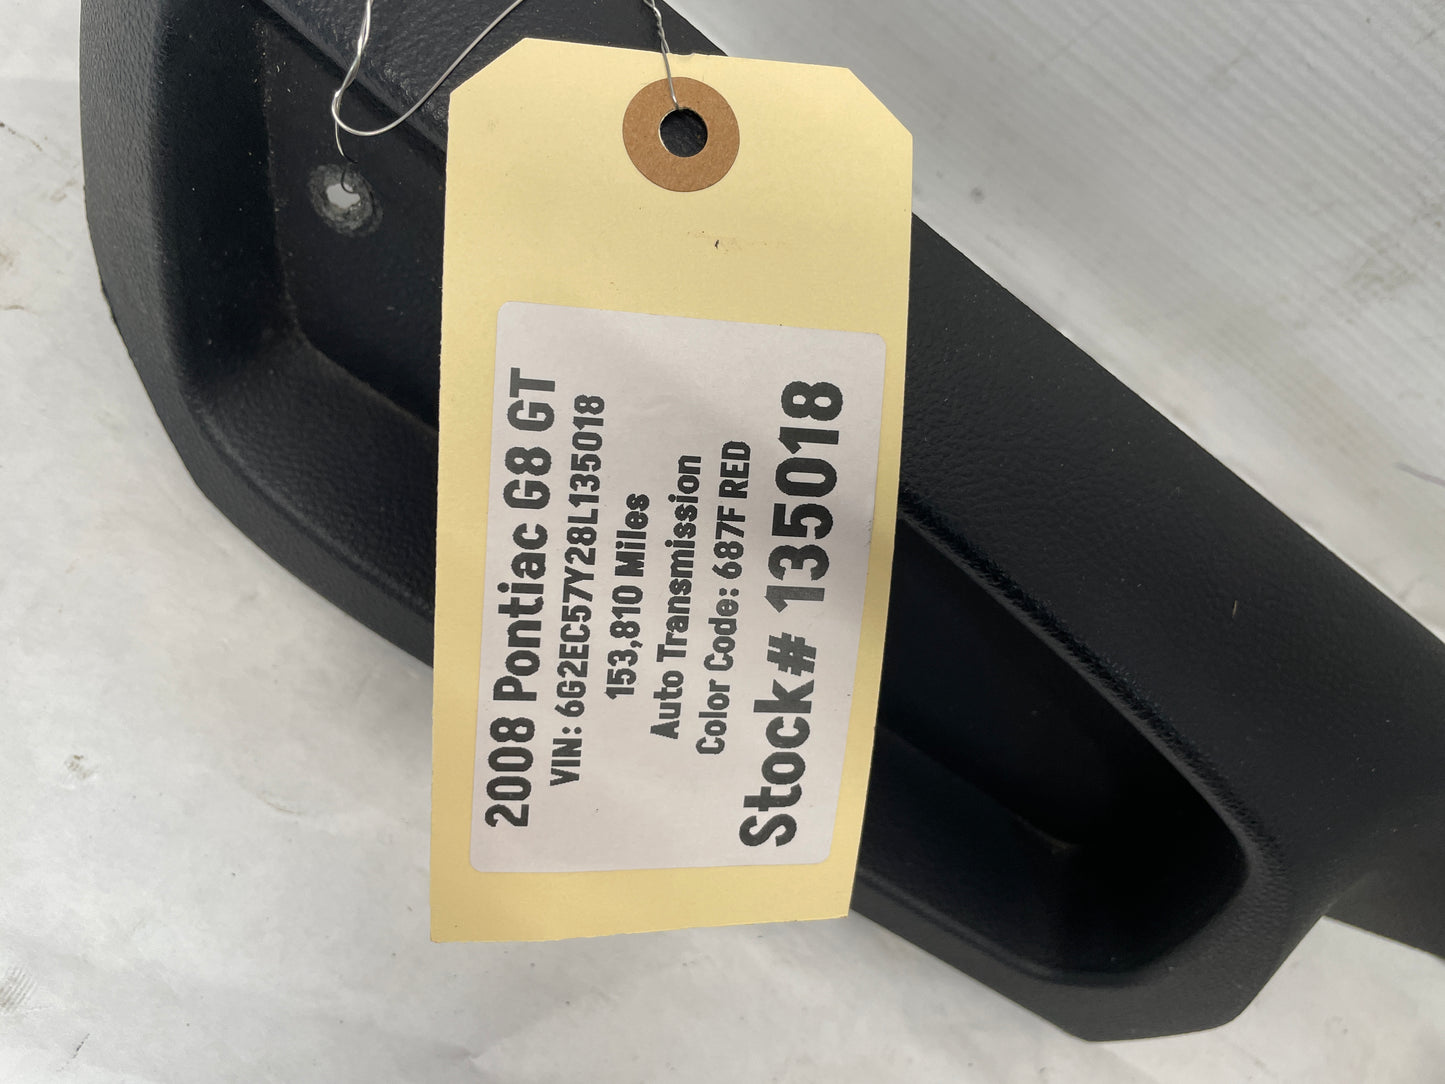 2008 Pontiac G8 GT
VIN: 6G2EC57Y28L135018
153,810 Miles
Auto Transmission
Color Code: 687F RED
Stock# 135018